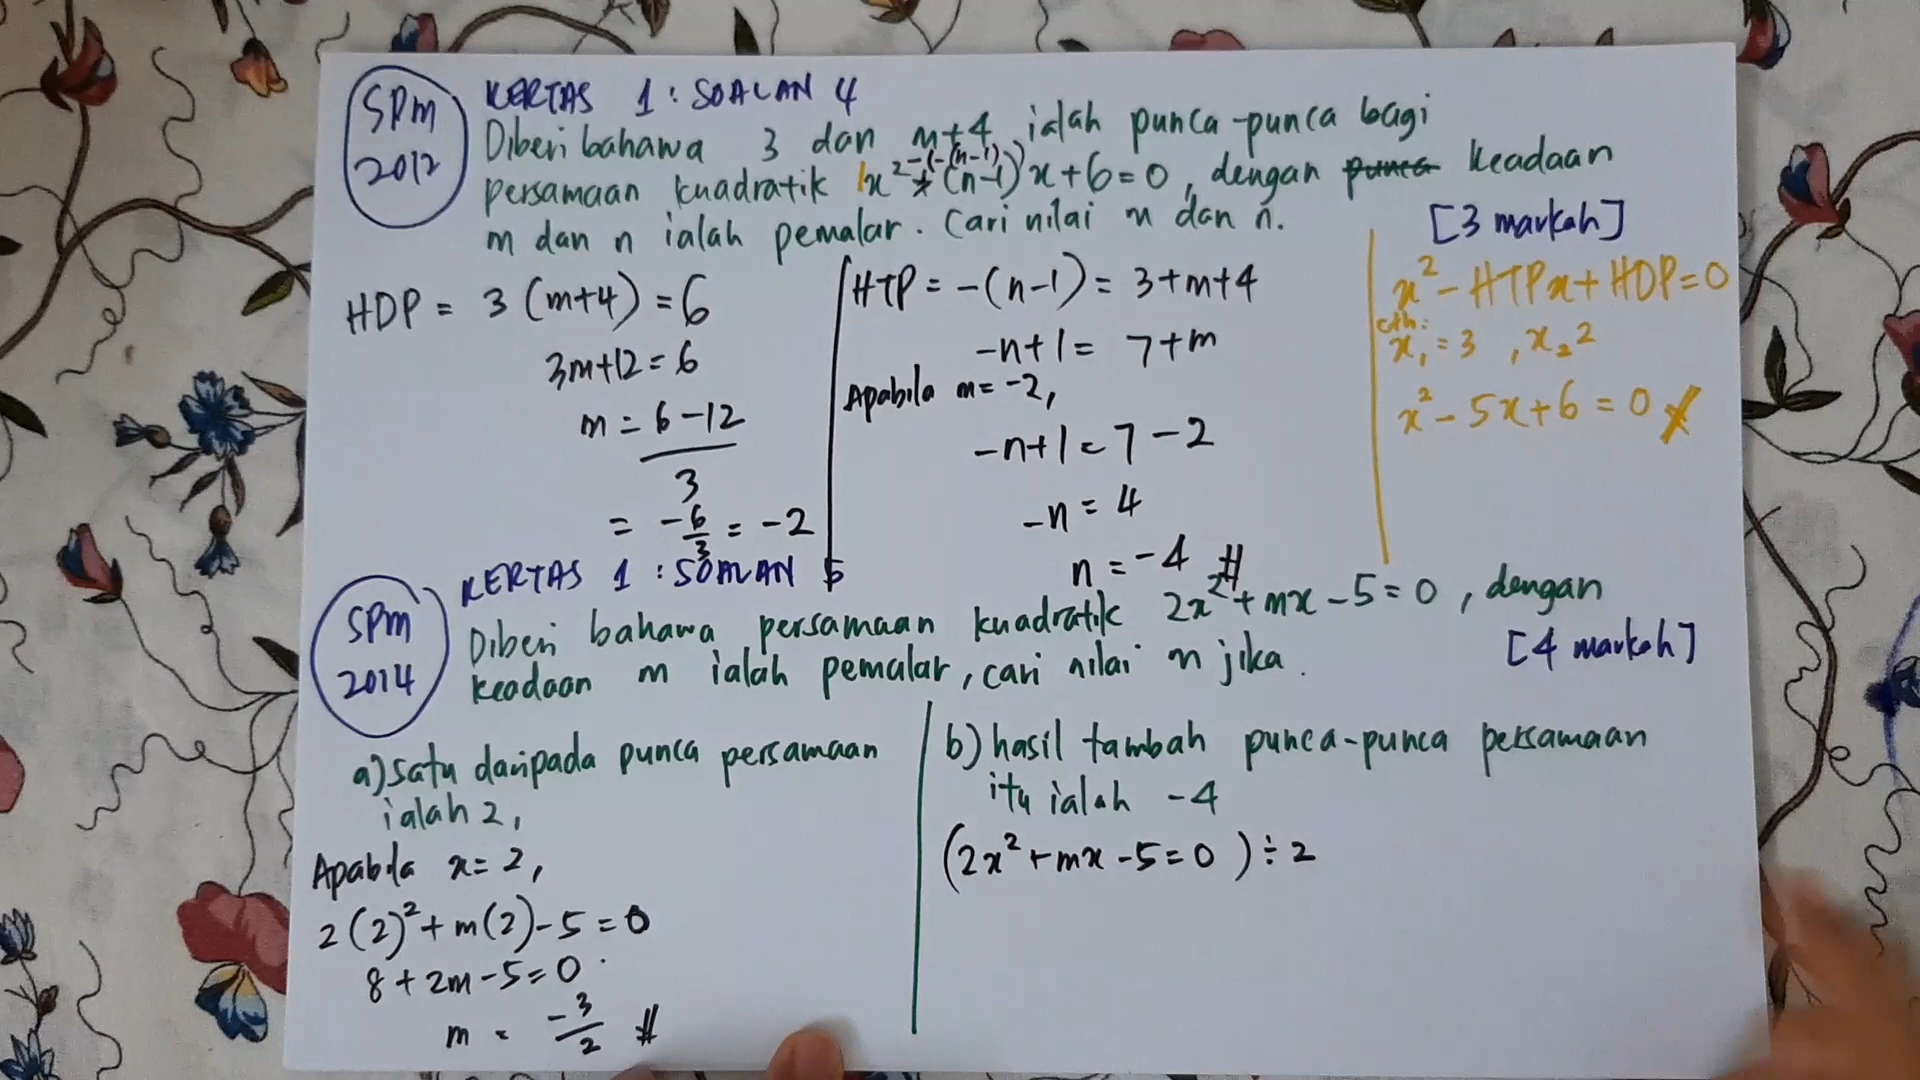 SPM 2012
KERTAS 1 : SOALAN 4
Diberi bahawa 3 dan m+4 ialah punca-punca bagi
persamaan kuadratik 1x² -(-(n-1))x+6=0, dengan keadaan
m dan n ialah pemalar. Cari nilai m dan n.
[3 markah]
HDP = 3(m+4) = 6
3m+12 = 6
m = 6-12
3
= -6/3 = -2
HTP = -(n-1) = 3+m+4
-n+1 = 7+m
Apabila m = -2,
-n+1 = 7-2
-n = 4
n = -4 #
x² - HTPx + HDP = 0
cth:
x₁ = 3, x₂ 2
x² - 5x + 6 = 0
SPM 2014
KERTAS 1 : SOALAN 5
Diberi bahawa persamaan kuadratik 2x² + mx - 5 = 0, dengan
keadaan m ialah pemalar, cari nilai m jika.
[4 markah]
a) satu daripada punca persamaan
ialah 2,
Apabila x = 2,
2(2)² + m(2) - 5 = 0
8 + 2m - 5 = 0
m = -3/2 #
b) hasil tambah punca-punca persamaan
itu ialah -4
(2x² + mx - 5 = 0) ÷ 2